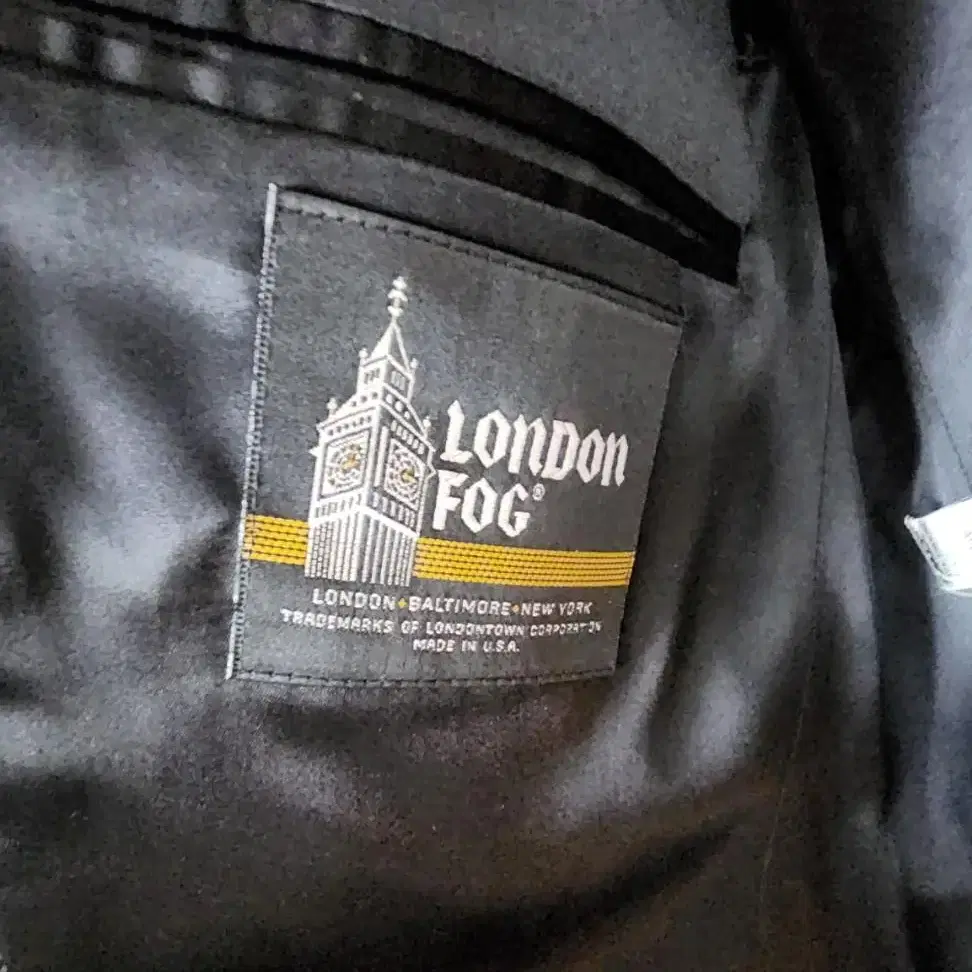 LONDON
FOG®
LONDON•BALTIMORE•NEW YORK
TRADEMARKS OF LONDONTOWN CORPORATION
MADE IN U.S.A.